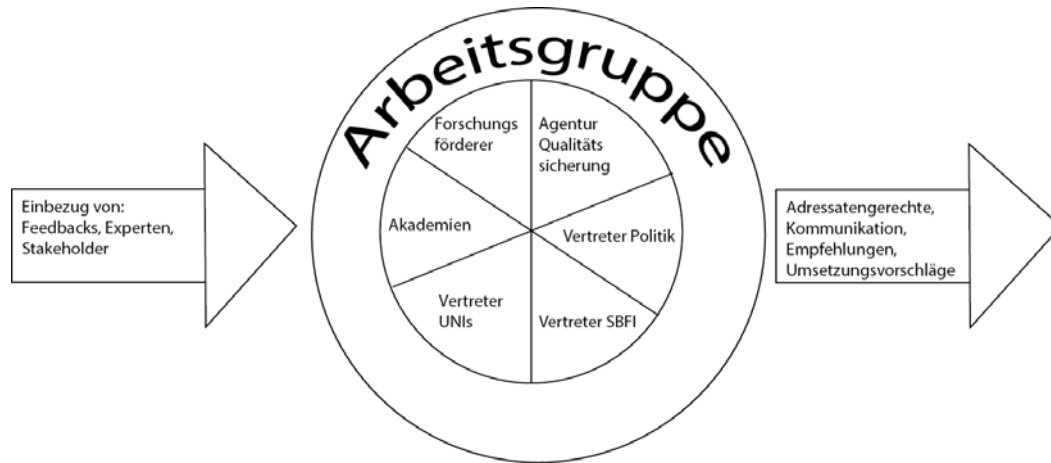 Arbeitsgruppe
Einbezug von:
Feedbacks, Experten,
Stakeholder
Forschungs
förderer
Agentur
Qualitäts
sicherung
Akademien
Vertreter Politik
Vertreter
UNIs
Vertreter SBFI
Adressatengerechte,
Kommunikation,
Empfehlungen,
Umsetzungsvorschläge